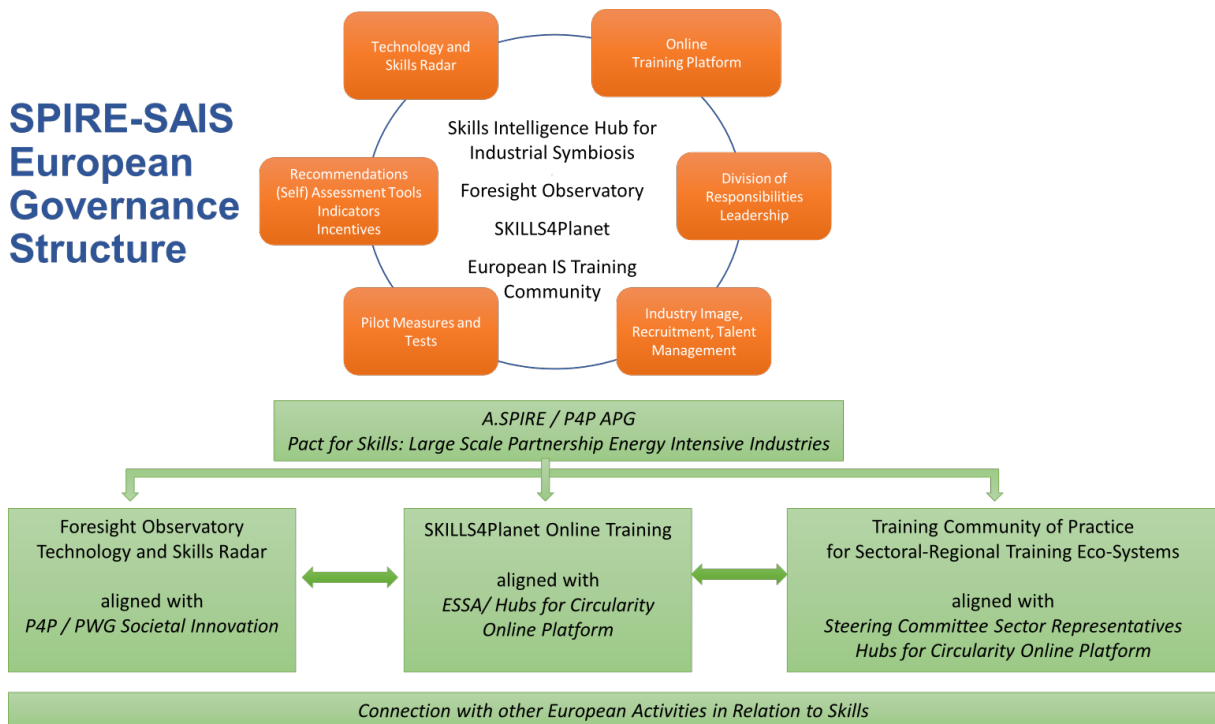 SPIRE-SAIS
European
Governance
Structure
Technology and
Skills Radar
Online
Training Platform
Recommendations
(Self) Assessment Tools
Indicators
Incentives
Skills Intelligence Hub for
Industrial Symbiosis
Foresight Observatory
SKILLS4Planet
European IS Training
Community
Division of
Responsibilities
Leadership
Pilot Measures and
Tests
Industry Image,
Recruitment, Talent
Management
A.SPIRE / P4P APG
Pact for Skills: Large Scale Partnership Energy Intensive Industries
Foresight Observatory
Technology and Skills Radar
aligned with
P4P / PWG Societal Innovation
SKILLS4Planet Online Training
aligned with
ESSA/ Hubs for Circularity
Online Platform
Training Community of Practice
for Sectoral-Regional Training Eco-Systems
aligned with
Steering Committee Sector Representatives
Hubs for Circularity Online Platform
Connection with other European Activities in Relation to Skills